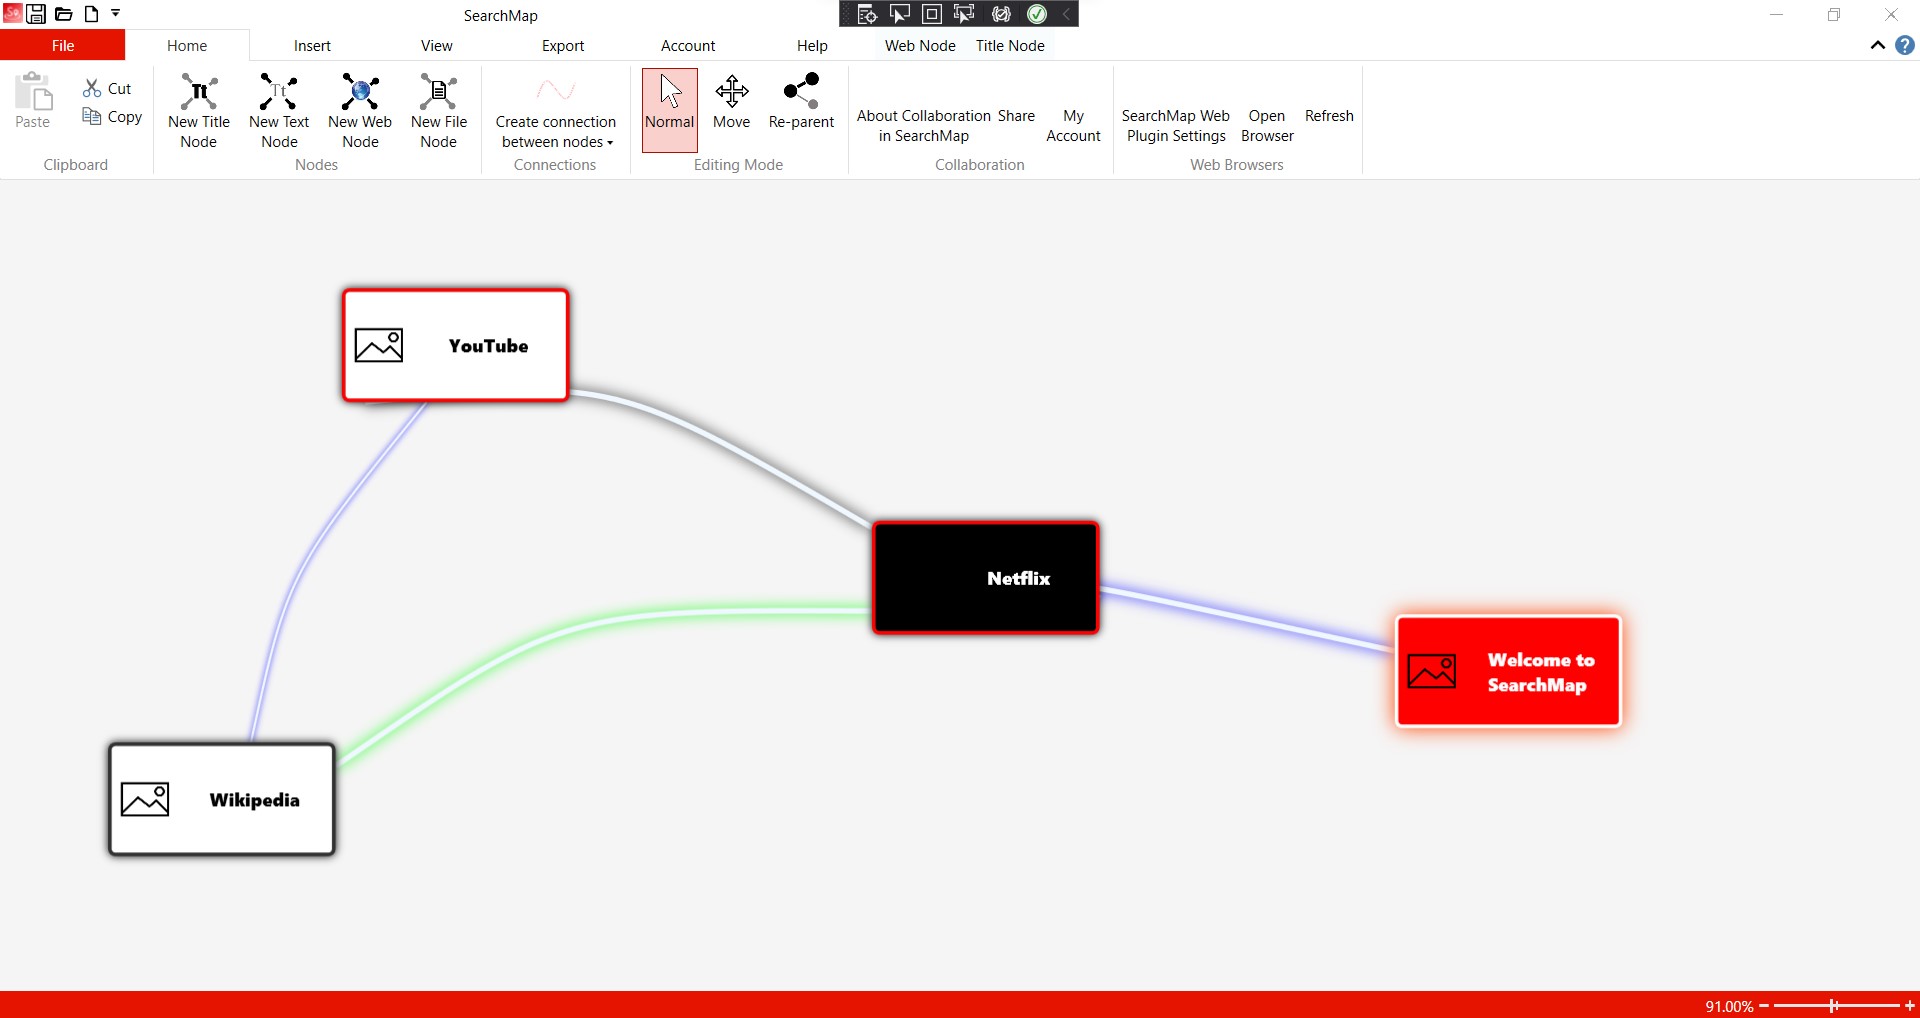 SearchMap
File Home Insert View Export Account Help Web Node Title Node
Paste
Cut
Copy
Clipboard
New Title
Node
New Text
Node
New Web
Node
New File
Node
Nodes
Create connection
between nodes
Connections
Normal
Move
Re-parent
Editing Mode
About Collaboration
in SearchMap
Share
My
Account
Collaboration
SearchMap Web
Plugin Settings
Open
Browser
Refresh
Web Browsers
YouTube
Netflix
Welcome to
SearchMap
Wikipedia
91.00%